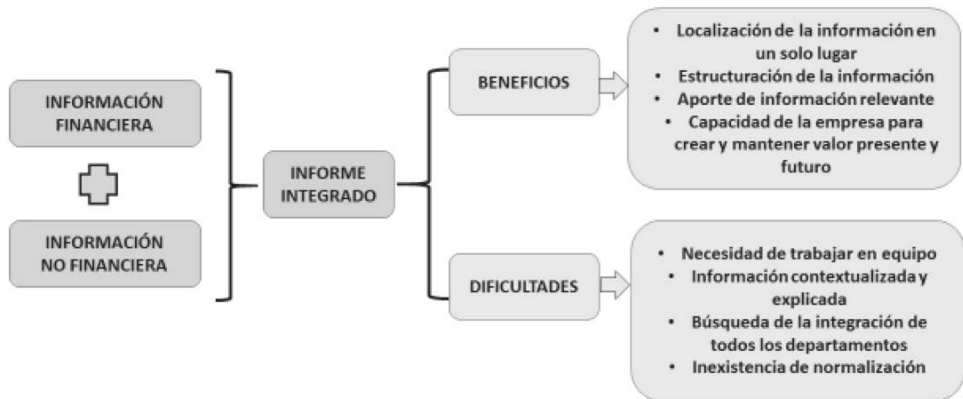 INFORMACIÓN
FINANCIERA
INFORMACIÓN
NO FINANCIERA
INFORME
INTEGRADO
BENEFICIOS
• Localización de la información en
un solo lugar
• Estructuración de la información
• Aporte de información relevante
• Capacidad de la empresa para
crear y mantener valor presente y
futuro
DIFICULTADES
• Necesidad de trabajar en equipo
• Información contextualizada y
explicada
• Búsqueda de la integración de
todos los departamentos
• Inexistencia de normalización